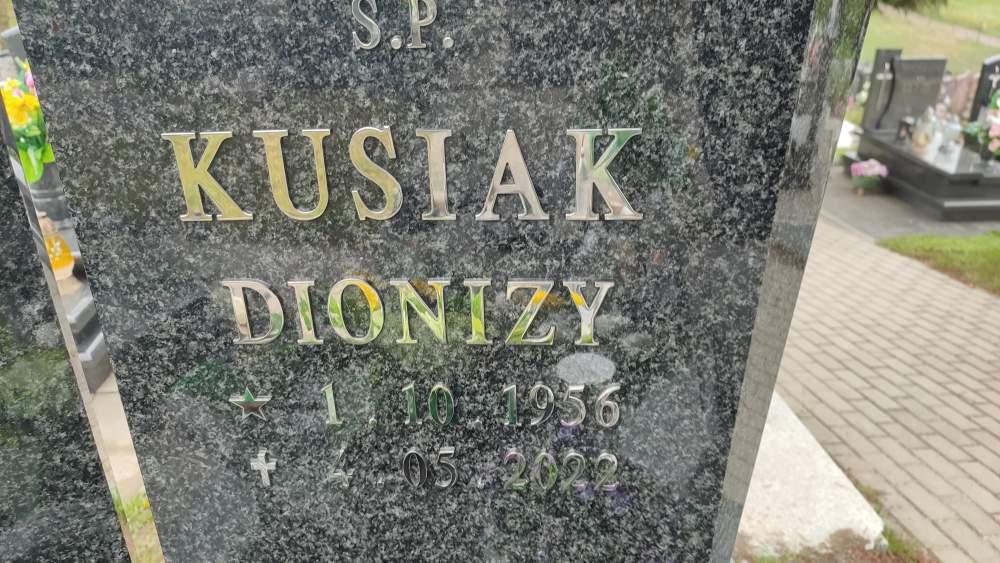 S.P.
KUSIAK
DIONIZY
★ 1. 10. 1956
✝ 4. 05. 2022